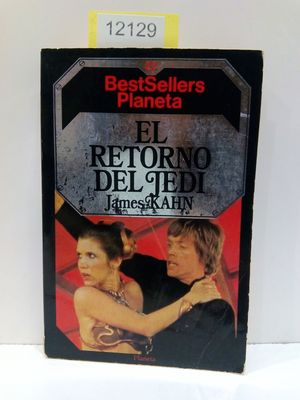 12129
BestSellers
Planeta
EL
RETORNO
DEL JEDI
James KAHN
Planeta